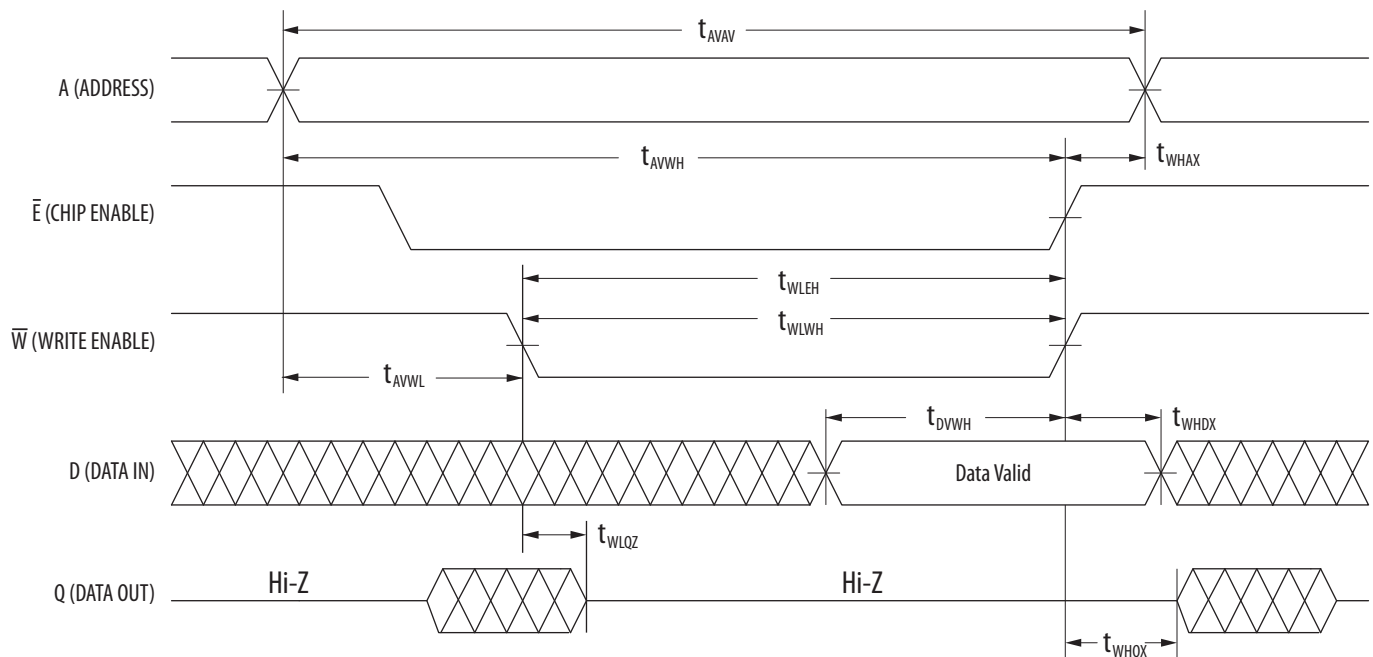 tAVAV
A (ADDRESS)
tAVWH
tWHAX
E̅ (CHIP ENABLE)
tWLEH
tWLWH
W̅ (WRITE ENABLE)
tAVWL
tDVWH
tWHDX
D (DATA IN)
Data Valid
tWLQZ
Q (DATA OUT)
Hi-Z
Hi-Z
tWHOX